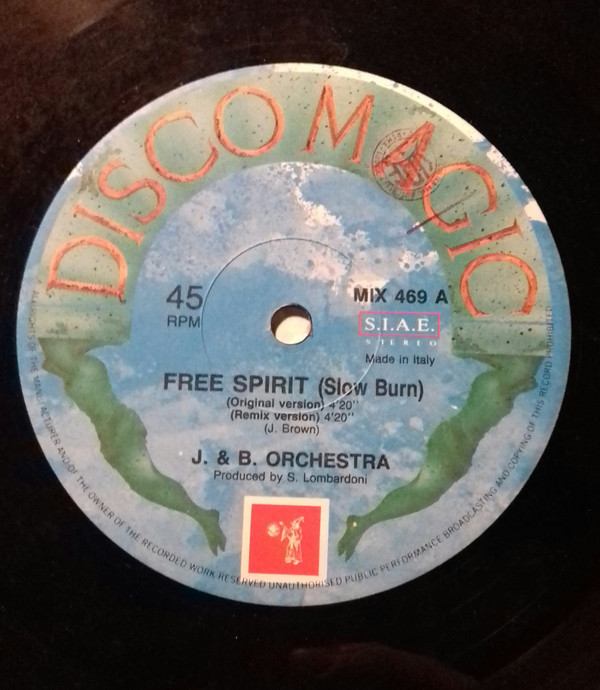 DISCO MAGIC
45
RPM
MIX 469 A
S.I.A.E.
STEREO
Made in Italy
FREE SPIRIT (Slow Burn)
(Original version) 4'20''
(Remix version) 4'20''
(J. Brown)
J. & B. ORCHESTRA
Produced by S. Lombardoni
ALL RIGHTS OF THE MANUFACTURER AND OF THE OWNER OF THE RECORDED WORK RESERVED UNAUTHORISED PUBLIC PERFORMANCE BROADCASTING AND COPYING OF THIS RECORD PROHIBITED